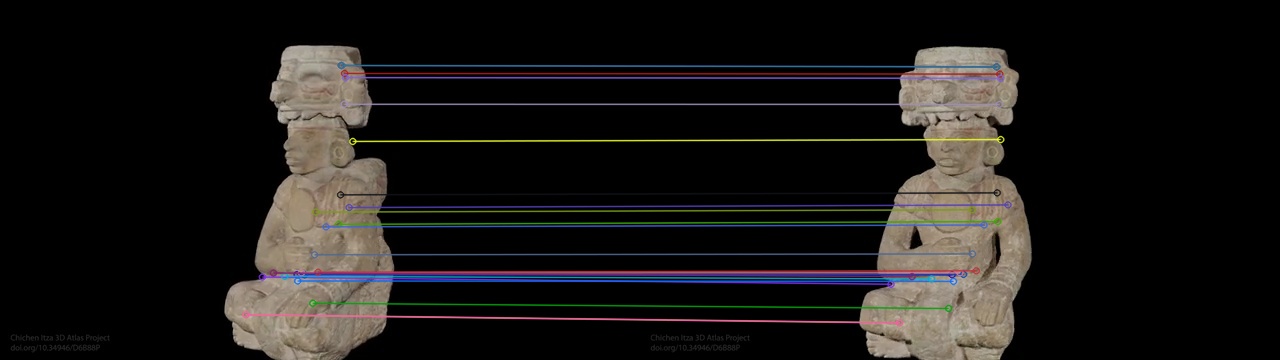 Chichen Itza 3D Atlas Project
doi.org/10.34946/D6B88P
Chichen Itza 3D Atlas Project
doi.org/10.34946/D6B88P